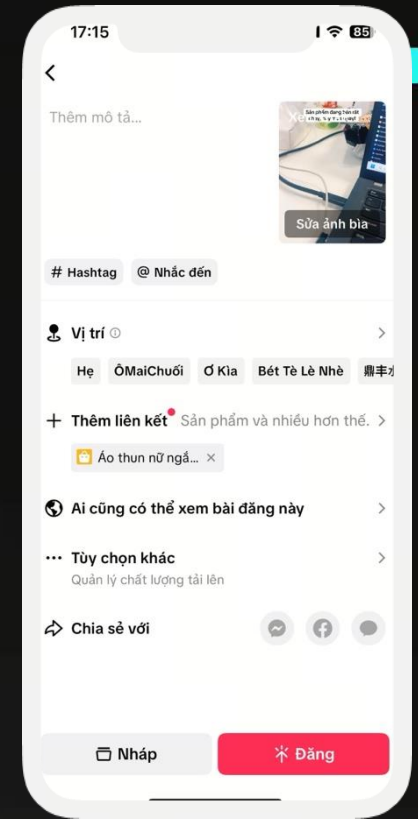 17:15
85
Thêm mô tả...
Sửa ảnh bìa
# Hashtag
@ Nhắc đến
Vị trí
Hẹ
ÔMaiChuối
Ơ Kìa
Bét Tè Lè Nhè
鼎丰
Thêm liên kết
Sản phẩm và nhiều hơn thế.
Áo thun nữ ngắ...
Ai cũng có thể xem bài đăng này
Tùy chọn khác
Quản lý chất lượng tải lên
Chia sẻ với
Nháp
Đăng